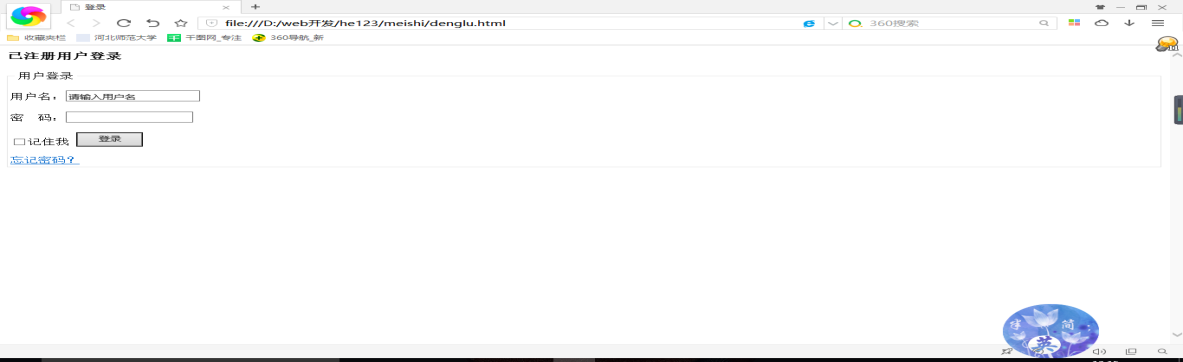 登录
file:///D:/web开发/he123/meishi/denglu.html
360搜索
收藏夹栏 河北师范大学 千图网_专注 360导航_新
已注册用户登录
用户登录
用户名: 请输入用户名
密 码:
记住我 登录
忘记密码?
简
英